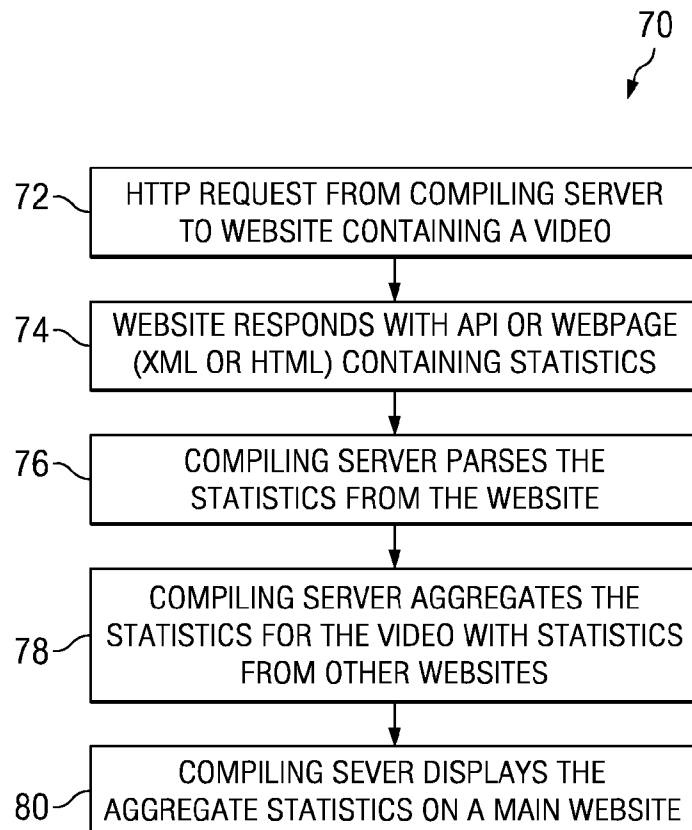 70
72
HTTP REQUEST FROM COMPILING SERVER
TO WEBSITE CONTAINING A VIDEO
74
WEBSITE RESPONDS WITH API OR WEBPAGE
(XML OR HTML) CONTAINING STATISTICS
76
COMPILING SERVER PARSES THE
STATISTICS FROM THE WEBSITE
78
COMPILING SERVER AGGREGATES THE
STATISTICS FOR THE VIDEO WITH STATISTICS
FROM OTHER WEBSITES
80
COMPILING SEVER DISPLAYS THE
AGGREGATE STATISTICS ON A MAIN WEBSITE